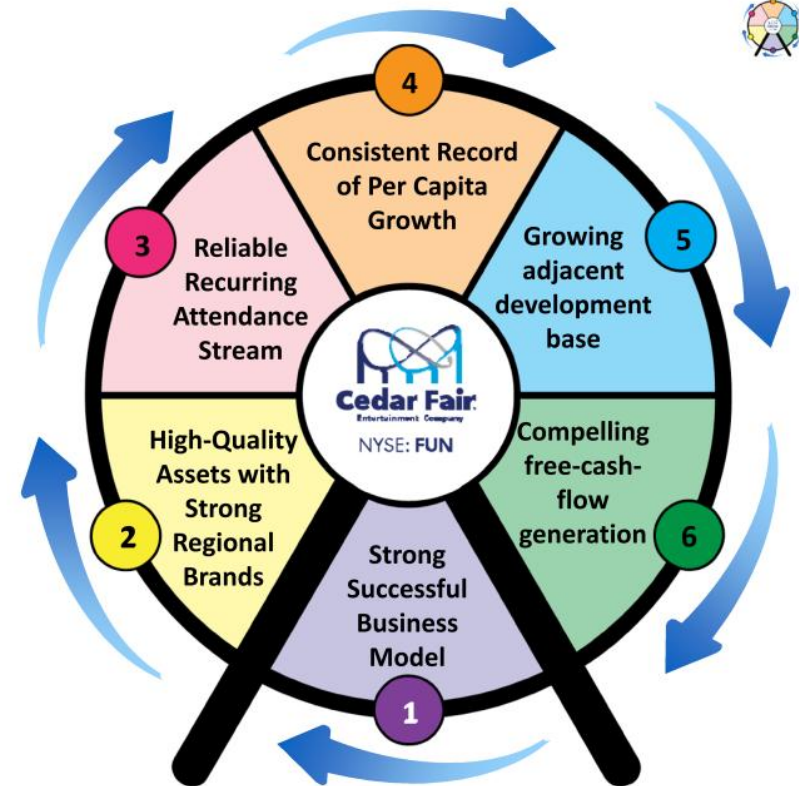 4
Consistent Record
of Per Capita
Growth
3
Reliable
Recurring
Attendance
Stream
5
Growing
adjacent
development
base
Cedar Fair
Entertainment Company
NYSE: FUN
2
High-Quality
Assets with
Strong
Regional
Brands
Compelling
free-cash-
flow
generation
6
Strong
Successful
Business
Model
1